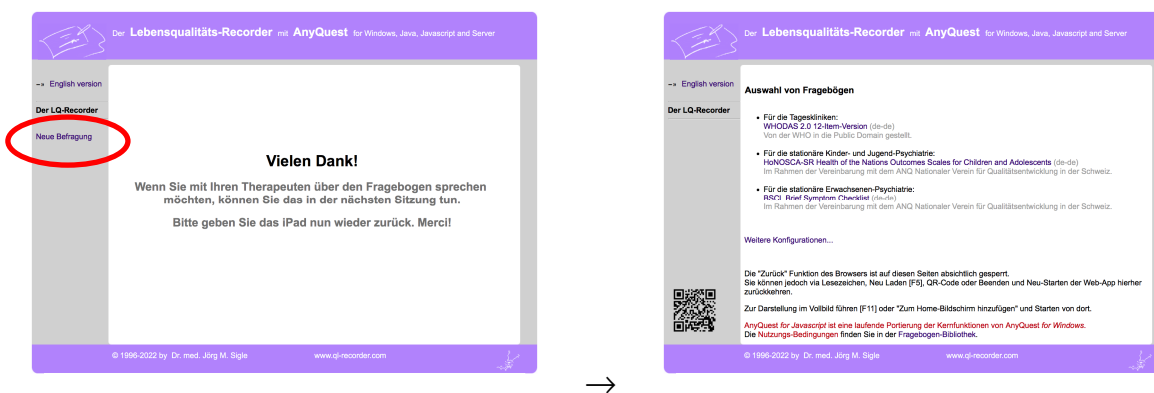 Der Lebensqualitäts-Recorder mit AnyQuest for Windows, Java, Javascript and Server
--» English version
Der LQ-Recorder
Neue Befragung
Vielen Dank!
Wenn Sie mit Ihren Therapeuten über den Fragebogen sprechen
möchten, können Sie das in der nächsten Sitzung tun.
Bitte geben Sie das iPad nun wieder zurück. Merci!
© 1996-2022 by Dr. med. Jörg M. Sigle www.ql-recorder.com
→
Der Lebensqualitäts-Recorder mit AnyQuest for Windows, Java, Javascript and Server
--» English version
Der LQ-Recorder
Auswahl von Fragebögen
• Für die Tageskliniken:
WHODAS 2.0 12-Item-Version (de-de)
Von der WHO in die Public Domain gestellt.
• Für die stationäre Kinder- und Jugend-Psychiatrie:
HoNOSCA-SR Health of the Nations Outcomes Scales for Children and Adolescents (de-de)
Im Rahmen der Vereinbarung mit dem ANQ Nationaler Verein für Qualitätsentwicklung in der Schweiz.
• Für die stationäre Erwachsenen-Psychiatrie:
BSCL Brief Symptom Checklist (de-de)
Im Rahmen der Vereinbarung mit dem ANQ Nationaler Verein für Qualitätsentwicklung in der Schweiz.
Weitere Konfigurationen...
Die "Zurück" Funktion des Browsers ist auf diesen Seiten absichtlich gesperrt.
Sie können jedoch via Lesezeichen, Neu Laden [F5], QR-Code oder Beenden und Neu-Starten der Web-App hierher
zurückkehren.
Zur Darstellung im Vollbild führen [F11] oder "Zum Home-Bildschirm hinzufügen" und Starten von dort.
AnyQuest for Javascript ist eine laufende Portierung der Kernfunktionen von AnyQuest for Windows.
Die Nutzungs-Bedingungen finden Sie in der Fragebogen-Bibliothek.
© 1996-2022 by Dr. med. Jörg M. Sigle www.ql-recorder.com